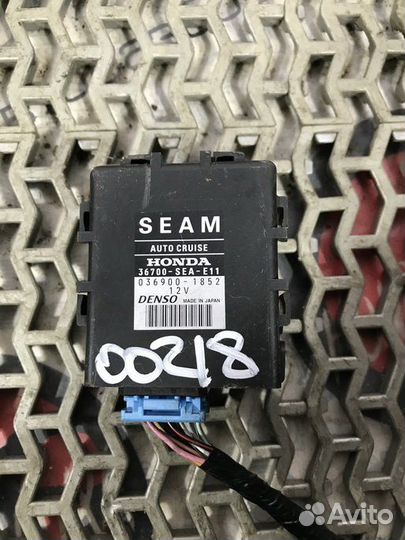 SEAM
AUTO CRUISE
HONDA
36700-SEA-E11
036900-1852
12V
DENSO MADE IN JAPAN
00218
Avito